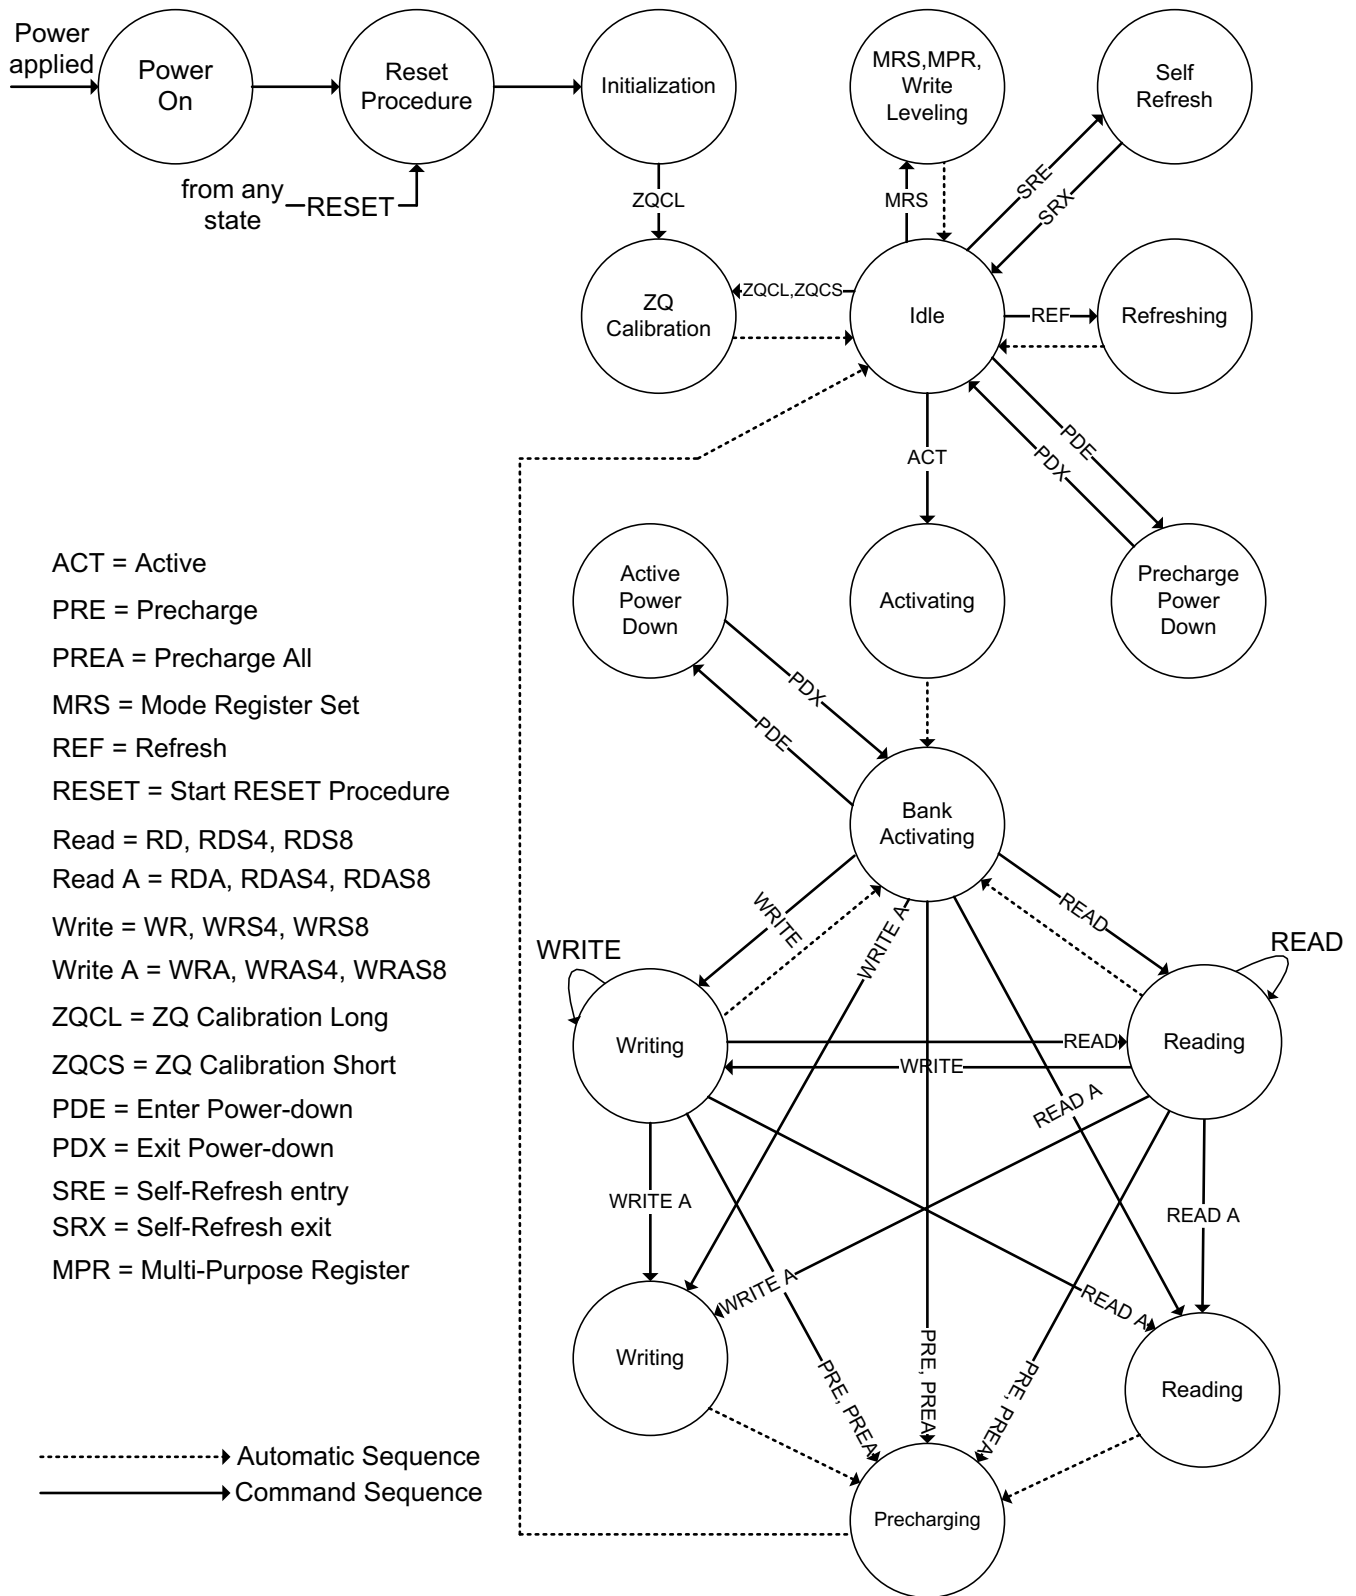 Power
applied
Power
On
Reset
Procedure
Initialization
MRS,MPR,
Write
Leveling
Self
Refresh
from any
state
RESET
ZQCL
MRS
SRE
SRX
ZQ
Calibration
ZQCL,ZQCS
Idle
REF
Refreshing
ACT
PDE
PDX
Active
Power
Down
Activating
Precharge
Power
Down
PDX
PDE
Bank
Activating
ACT = Active
PRE = Precharge
PREA = Precharge All
MRS = Mode Register Set
REF = Refresh
RESET = Start RESET Procedure
Read = RD, RDS4, RDS8
Read A = RDA, RDAS4, RDAS8
Write = WR, WRS4, WRS8
Write A = WRA, WRAS4, WRAS8
ZQCL = ZQ Calibration Long
ZQCS = ZQ Calibration Short
PDE = Enter Power-down
PDX = Exit Power-down
SRE = Self-Refresh entry
SRX = Self-Refresh exit
MPR = Multi-Purpose Register
WRITE
WRITE A
READ
WRITE
READ
Writing
READ
WRITE
Reading
READ A
WRITE A
READ A
WRITE A
READ A
Writing
PRE, PREA
PRE, PREA
PRE, PREA
Reading
Precharging
Automatic Sequence
Command Sequence